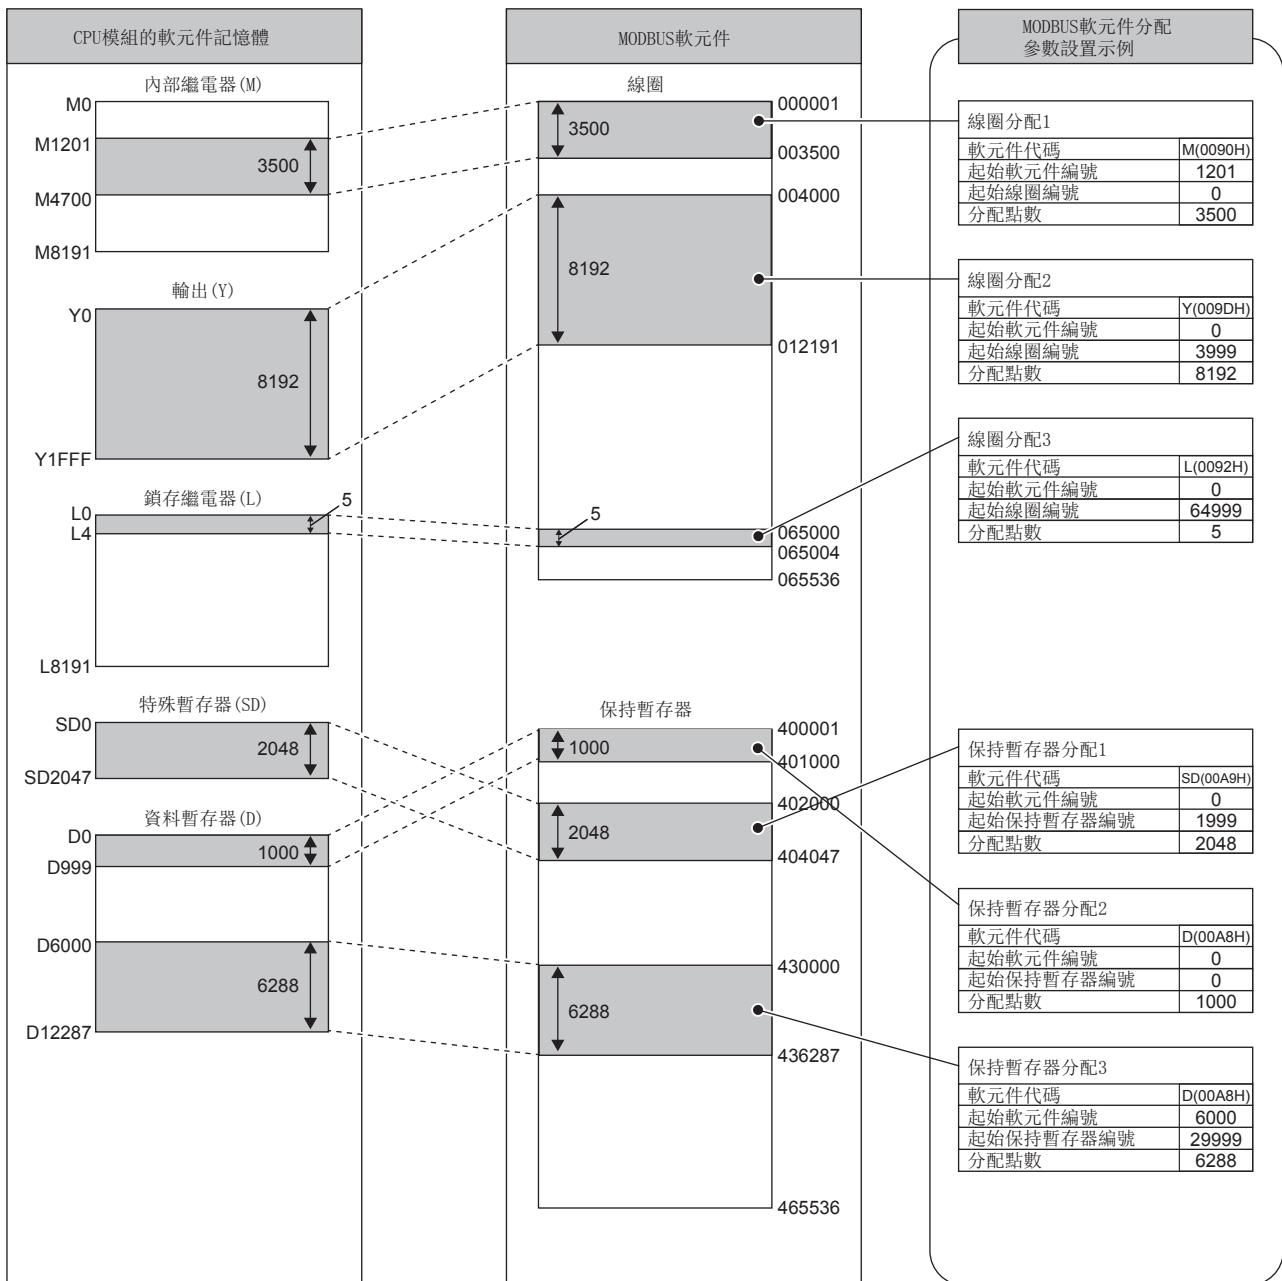 CPU模組的軟元件記憶體
內部繼電器(M)
M0
M1201
3500
M4700
M8191
輸出(Y)
Y0
8192
Y1FFF
鎖存繼電器(L)
L0
5
L4
L8191
特殊暫存器(SD)
SD0
2048
SD2047
資料暫存器(D)
D0
1000
D999
D6000
6288
D12287
MODBUS軟元件
線圈
000001
3500
003500
004000
8192
012191
5
065000
065004
065536
保持暫存器
400001
1000
401000
402000
2048
404047
430000
6288
436287
465536
MODBUS軟元件分配
參數設置示例
線圈分配1
軟元件代碼 M(0090H)
起始軟元件編號 1201
起始線圈編號 0
分配點數 3500
線圈分配2
軟元件代碼 Y(009DH)
起始軟元件編號 0
起始線圈編號 3999
分配點數 8192
線圈分配3
軟元件代碼 L(0092H)
起始軟元件編號 0
起始線圈編號 64999
分配點數 5
保持暫存器分配1
軟元件代碼 SD(00A9H)
起始軟元件編號 0
起始保持暫存器編號 1999
分配點數 2048
保持暫存器分配2
軟元件代碼 D(00A8H)
起始軟元件編號 0
起始保持暫存器編號 0
分配點數 1000
保持暫存器分配3
軟元件代碼 D(00A8H)
起始軟元件編號 6000
起始保持暫存器編號 29999
分配點數 6288